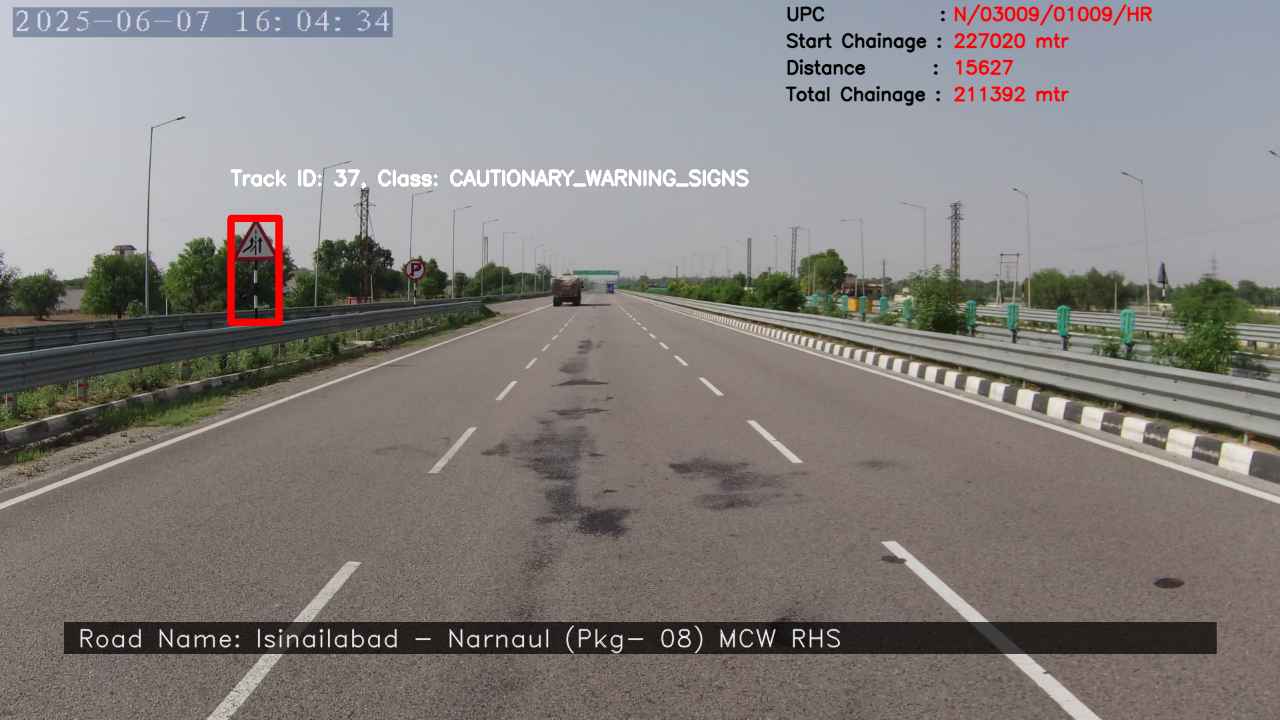 2025-06-07 16:04:34
UPC : N/03009/01009/HR
Start Chainage : 227020 mtr
Distance : 15627
Total Chainage : 211392 mtr
Track ID: 37, Class: CAUTIONARY_WARNING_SIGNS
P
Road Name: Isinailabad - Narnaul (Pkg- 08) MCW RHS